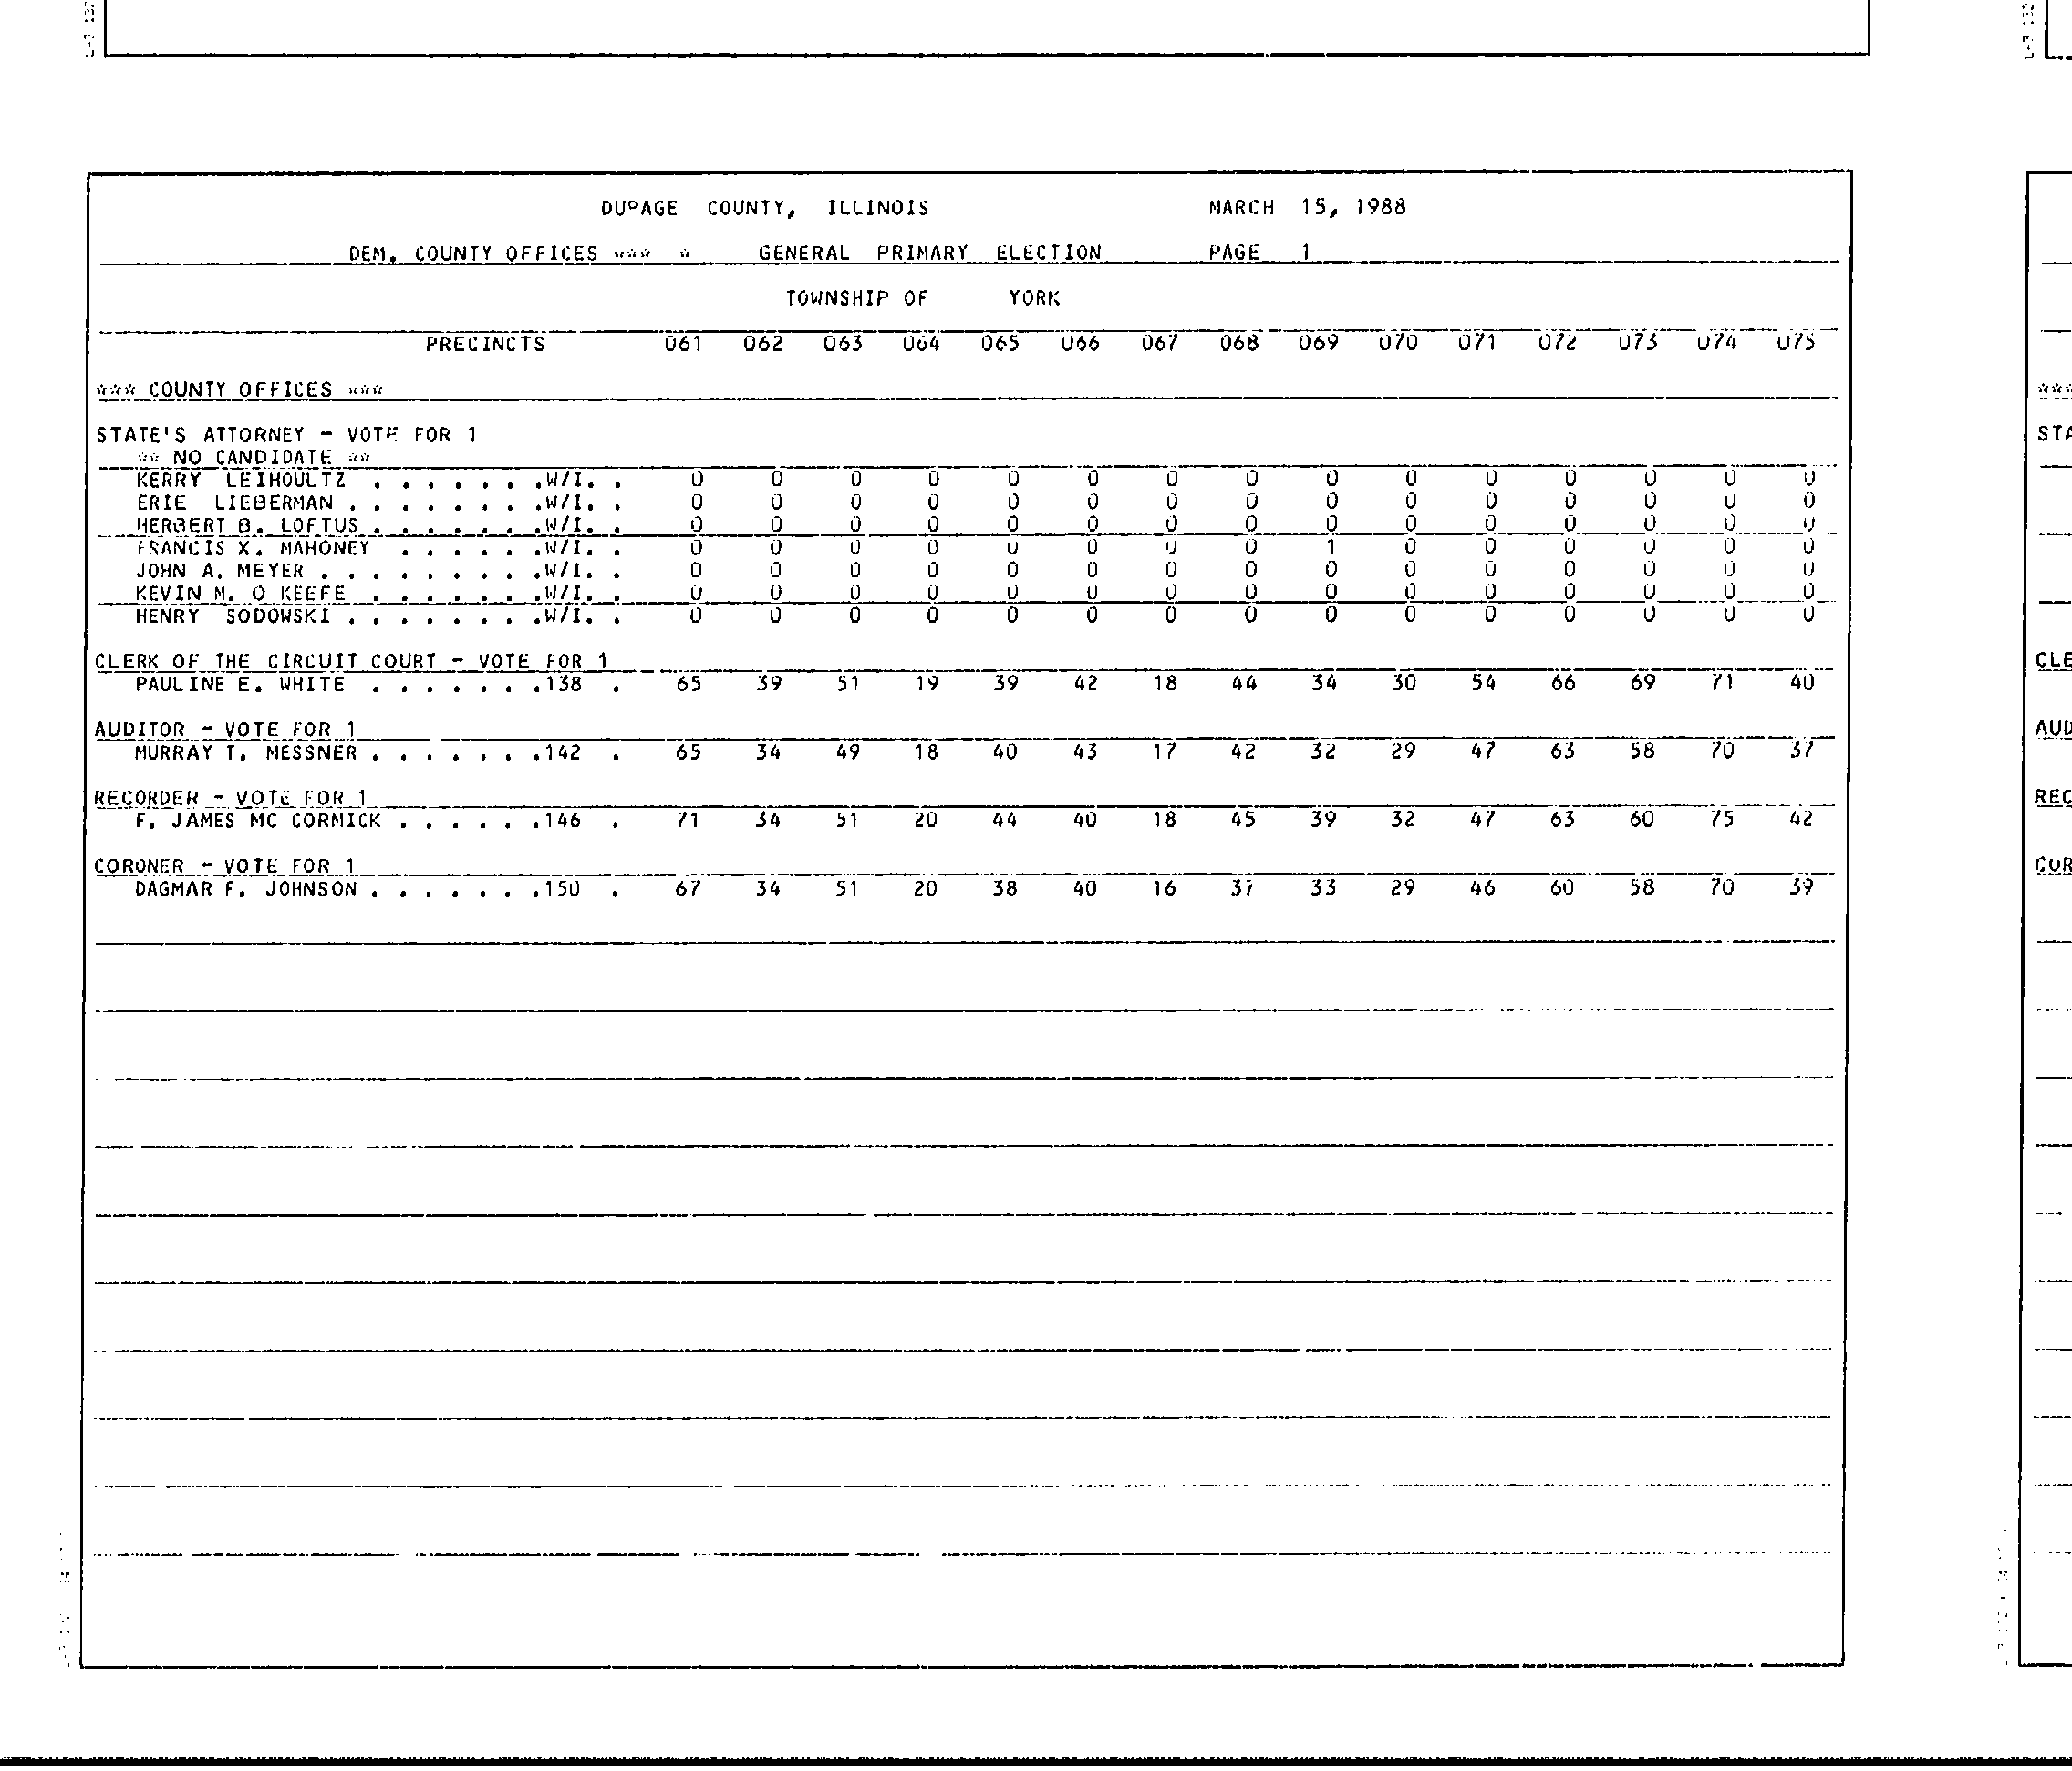 DUPAGE COUNTY, ILLINOIS MARCH 15, 1988
DEM. COUNTY OFFICES *** * GENERAL PRIMARY ELECTION PAGE 1
TOWNSHIP OF YORK
PRECINCTS 061 062 063 064 065 066 067 068 069 070 071 072 073 074 075
*** COUNTY OFFICES ***
STATE'S ATTORNEY - VOTE FOR 1
** NO CANDIDATE **
KERRY LEIHOULTZ . . . . . . .W/I. . 0 0 0 0 0 0 0 0 0 0 0 0 0 0 0
ERIE LIEBERMAN . . . . . . . .W/I. . 0 0 0 0 0 0 0 0 0 0 0 0 0 0 0
HERBERT B. LOFTUS . . . . . . .W/I. . 0 0 0 0 0 0 0 0 0 0 0 0 0 0 0
FRANCIS X. MAHONEY . . . . . .W/I. . 0 0 0 0 0 0 0 0 1 0 0 0 0 0 0
JOHN A. MEYER . . . . . . . . .W/I. . 0 0 0 0 0 0 0 0 0 0 0 0 0 0 0
KEVIN M. O KEEFE . . . . . . .W/I. . 0 0 0 0 0 0 0 0 0 0 0 0 0 0 0
HENRY SODOWSKI . . . . . . . .W/I. . 0 0 0 0 0 0 0 0 0 0 0 0 0 0 0
CLERK OF THE CIRCUIT COURT - VOTE FOR 1
PAULINE E. WHITE . . . . . . .138 . 65 39 51 19 39 42 18 44 34 30 54 66 69 71 40
AUDITOR - VOTE FOR 1
MURRAY T. MESSNER . . . . . . .142 . 65 34 49 18 40 43 17 42 32 29 47 63 58 70 37
RECORDER - VOTE FOR 1
F. JAMES MC CORMICK . . . . . .146 . 71 34 51 20 44 40 18 45 39 32 47 63 60 75 42
CORONER - VOTE FOR 1
DAGMAR F. JOHNSON . . . . . . .150 . 67 34 51 20 38 40 16 37 33 29 46 60 58 70 39
***
STA
CLE
AUD
REC
COR